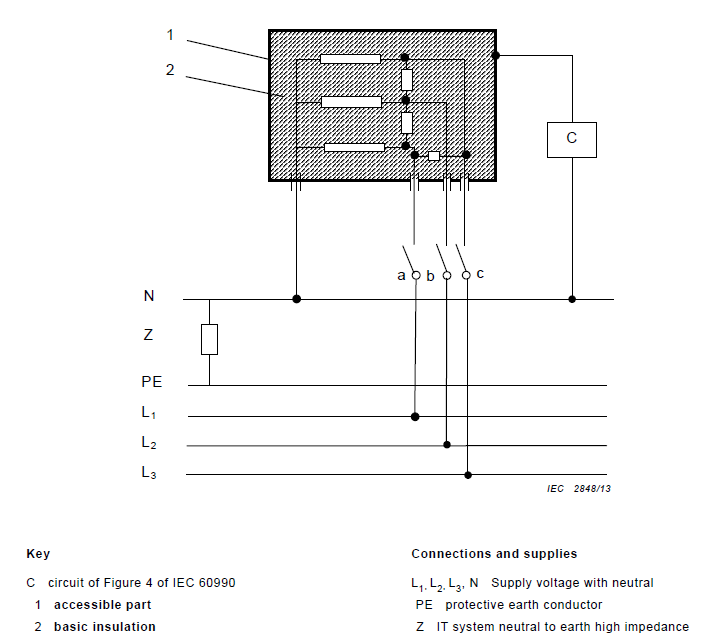 1
2
C
a b c
N
Z
PE
L1
L2
L3
IEC 2848/13
Key
Connections and supplies
C circuit of Figure 4 of IEC 60990
L1, L2, L3, N Supply voltage with neutral
1 accessible part
PE protective earth conductor
2 basic insulation
Z IT system neutral to earth high impedance